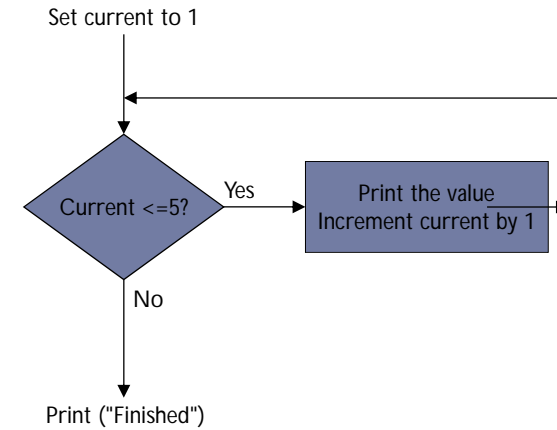 Set current to 1
Current <=5?
Yes
Print the value
Increment current by 1
No
Print ("Finished")